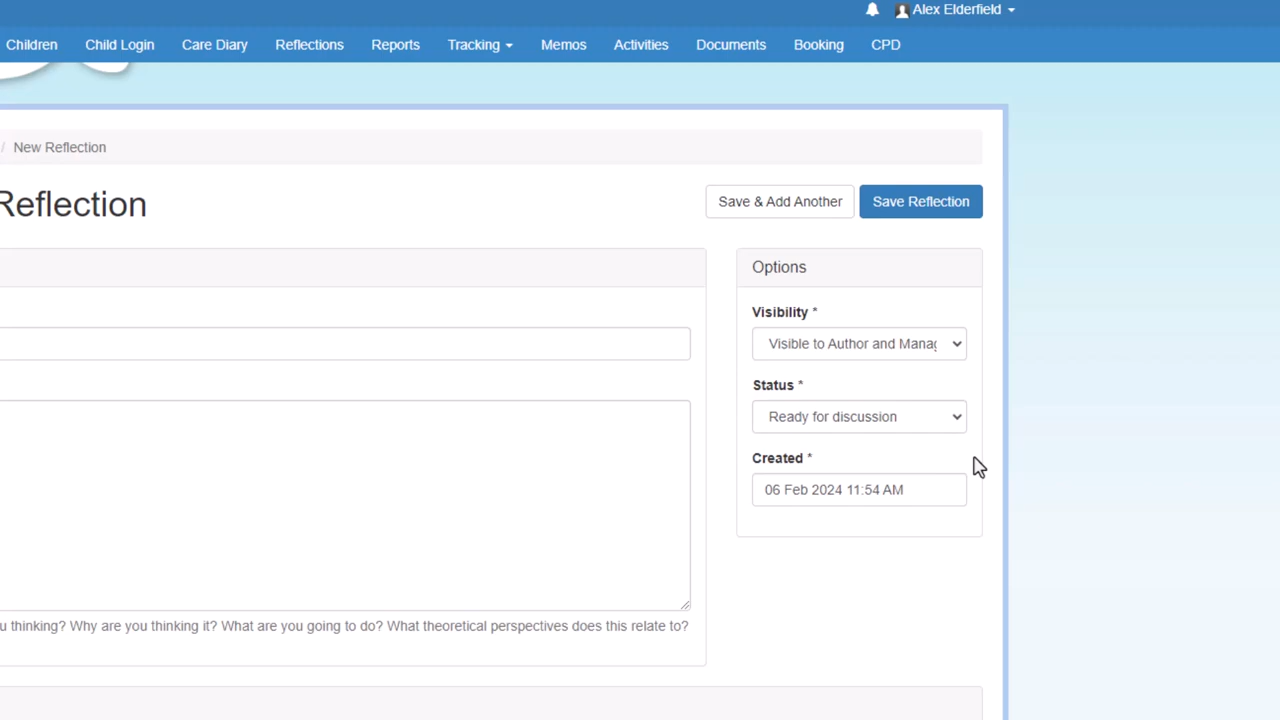 Alex Elderfield
Children Child Login Care Diary Reflections Reports Tracking Memos Activities Documents Booking CPD
/ New Reflection
Reflection
Save & Add Another
Save Reflection
Options
Visibility *
Visible to Author and Manag
Status *
Ready for discussion
Created *
06 Feb 2024 11:54 AM
u thinking? Why are you thinking it? What are you going to do? What theoretical perspectives does this relate to?